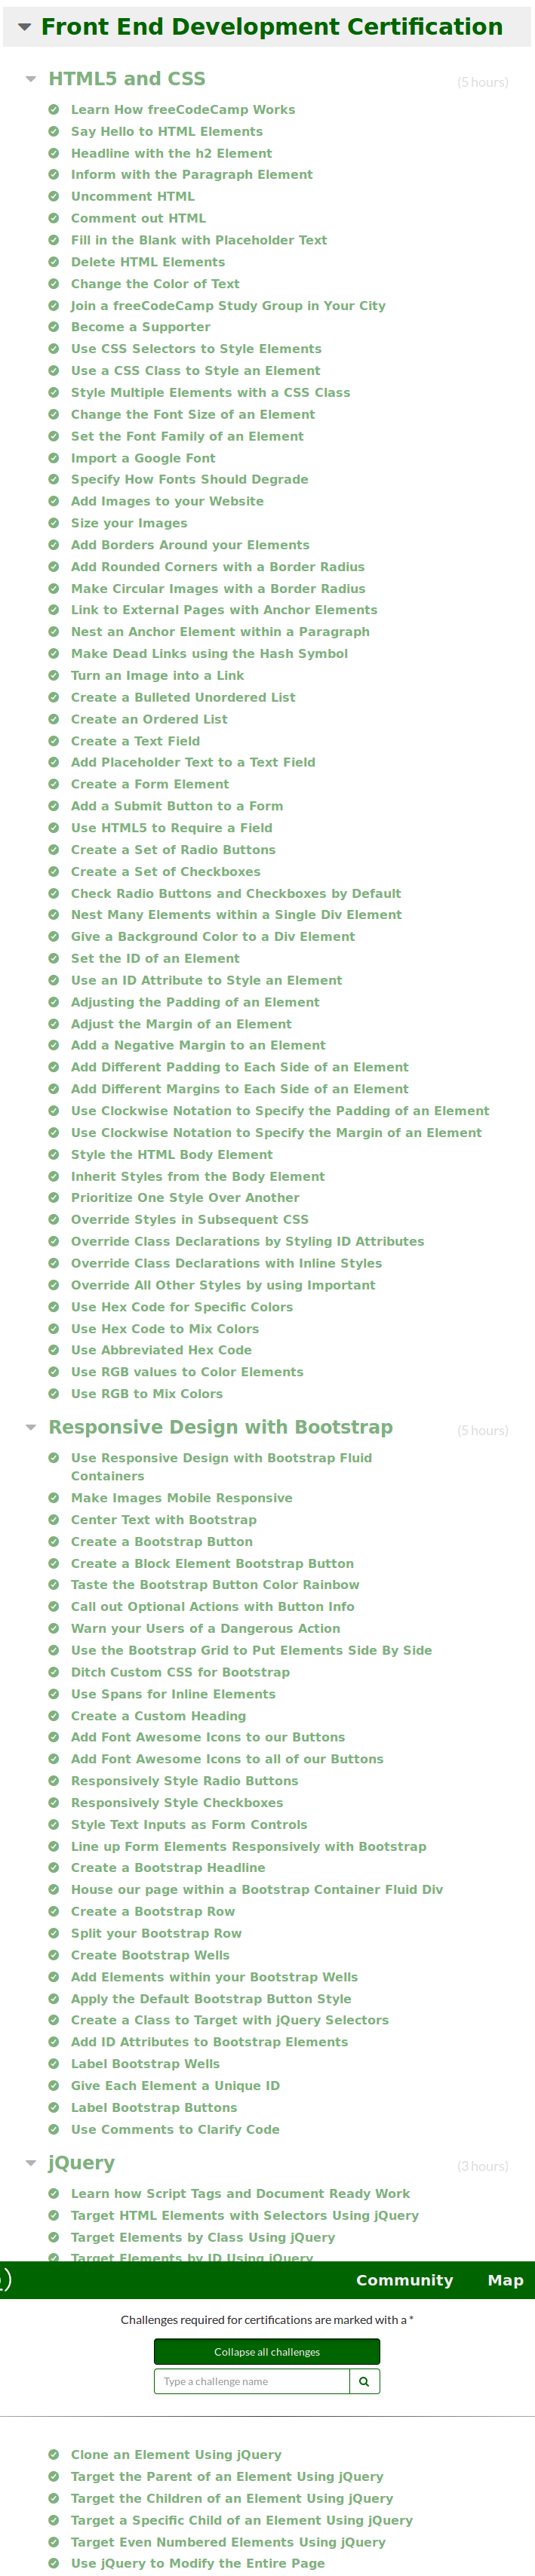 Front End Development Certification
HTML5 and CSS (5 hours)
Learn How freeCodeCamp Works
Say Hello to HTML Elements
Headline with the h2 Element
Inform with the Paragraph Element
Uncomment HTML
Comment out HTML
Fill in the Blank with Placeholder Text
Delete HTML Elements
Change the Color of Text
Join a freeCodeCamp Study Group in Your City
Become a Supporter
Use CSS Selectors to Style Elements
Use a CSS Class to Style an Element
Style Multiple Elements with a CSS Class
Change the Font Size of an Element
Set the Font Family of an Element
Import a Google Font
Specify How Fonts Should Degrade
Add Images to your Website
Size your Images
Add Borders Around your Elements
Add Rounded Corners with a Border Radius
Make Circular Images with a Border Radius
Link to External Pages with Anchor Elements
Nest an Anchor Element within a Paragraph
Make Dead Links using the Hash Symbol
Turn an Image into a Link
Create a Bulleted Unordered List
Create an Ordered List
Create a Text Field
Add Placeholder Text to a Text Field
Create a Form Element
Add a Submit Button to a Form
Use HTML5 to Require a Field
Create a Set of Radio Buttons
Create a Set of Checkboxes
Check Radio Buttons and Checkboxes by Default
Nest Many Elements within a Single Div Element
Give a Background Color to a Div Element
Set the ID of an Element
Use an ID Attribute to Style an Element
Adjusting the Padding of an Element
Adjust the Margin of an Element
Add a Negative Margin to an Element
Add Different Padding to Each Side of an Element
Add Different Margins to Each Side of an Element
Use Clockwise Notation to Specify the Padding of an Element
Use Clockwise Notation to Specify the Margin of an Element
Style the HTML Body Element
Inherit Styles from the Body Element
Prioritize One Style Over Another
Override Styles in Subsequent CSS
Override Class Declarations by Styling ID Attributes
Override Class Declarations with Inline Styles
Override All Other Styles by using Important
Use Hex Code for Specific Colors
Use Hex Code to Mix Colors
Use Abbreviated Hex Code
Use RGB values to Color Elements
Use RGB to Mix Colors
Responsive Design with Bootstrap (5 hours)
Use Responsive Design with Bootstrap Fluid
Containers
Make Images Mobile Responsive
Center Text with Bootstrap
Create a Bootstrap Button
Create a Block Element Bootstrap Button
Taste the Bootstrap Button Color Rainbow
Call out Optional Actions with Button Info
Warn your Users of a Dangerous Action
Use the Bootstrap Grid to Put Elements Side By Side
Ditch Custom CSS for Bootstrap
Use Spans for Inline Elements
Create a Custom Heading
Add Font Awesome Icons to our Buttons
Add Font Awesome Icons to all of our Buttons
Responsively Style Radio Buttons
Responsively Style Checkboxes
Style Text Inputs as Form Controls
Line up Form Elements Responsively with Bootstrap
Create a Bootstrap Headline
House our page within a Bootstrap Container Fluid Div
Create a Bootstrap Row
Split your Bootstrap Row
Create Bootstrap Wells
Add Elements within your Bootstrap Wells
Apply the Default Bootstrap Button Style
Create a Class to Target with jQuery Selectors
Add ID Attributes to Bootstrap Elements
Label Bootstrap Wells
Give Each Element a Unique ID
Label Bootstrap Buttons
Use Comments to Clarify Code
jQuery (3 hours)
Learn how Script Tags and Document Ready Work
Target HTML Elements with Selectors Using jQuery
Target Elements by Class Using jQuery
Target Elements by ID Using jQuery
Community Map
Challenges required for certifications are marked with a *
Collapse all challenges
Type a challenge name
Clone an Element Using jQuery
Target the Parent of an Element Using jQuery
Target the Children of an Element Using jQuery
Target a Specific Child of an Element Using jQuery
Target Even Numbered Elements Using jQuery
Use jQuery to Modify the Entire Page